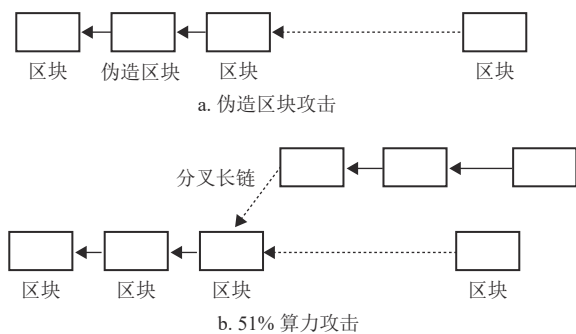 区块 伪造区块 区块 区块
a. 伪造区块攻击
分叉长链
区块 区块 区块 区块
b. 51% 算力攻击